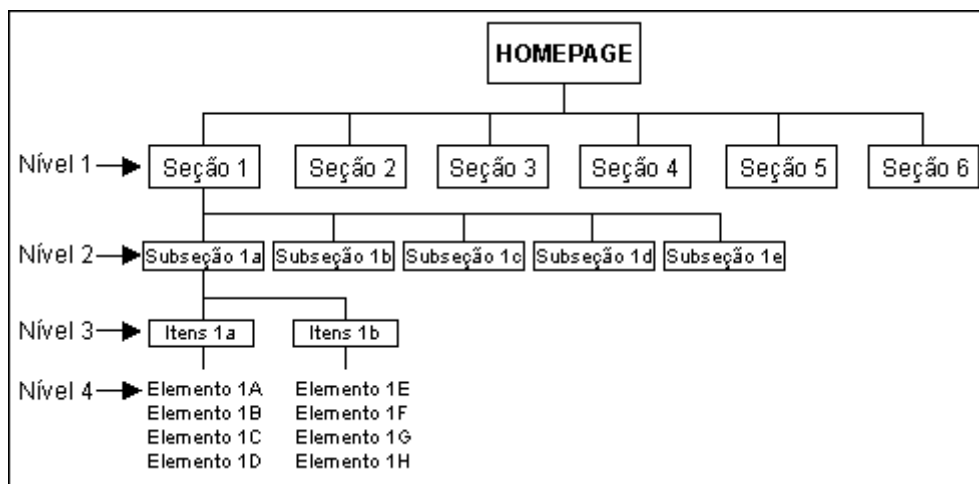 HOMEPAGE
Nível 1 Seção 1 Seção 2 Seção 3 Seção 4 Seção 5 Seção 6
Nível 2 Subseção 1a Subseção 1b Subseção 1c Subseção 1d Subseção 1e
Nível 3 Itens 1a Itens 1b
Nível 4 Elemento 1A Elemento 1E
Elemento 1B Elemento 1F
Elemento 1C Elemento 1G
Elemento 1D Elemento 1H